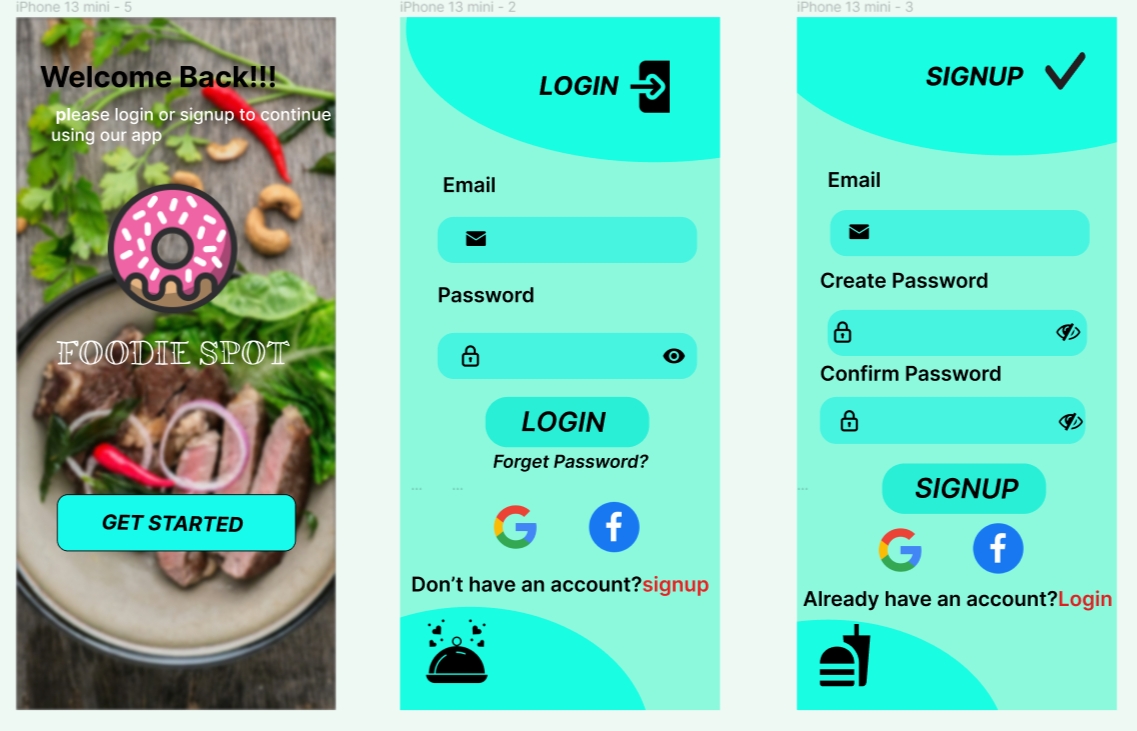 iPhone 13 mini - 5
Welcome Back!!!
please login or signup to continue
using our app
FOODIE SPOT
GET STARTED
iPhone 13 mini - 2
LOGIN
Email
Password
LOGIN
Forget Password?
Don’t have an account?signup
iPhone 13 mini - 3
SIGNUP
Email
Create Password
Confirm Password
SIGNUP
Already have an account?Login